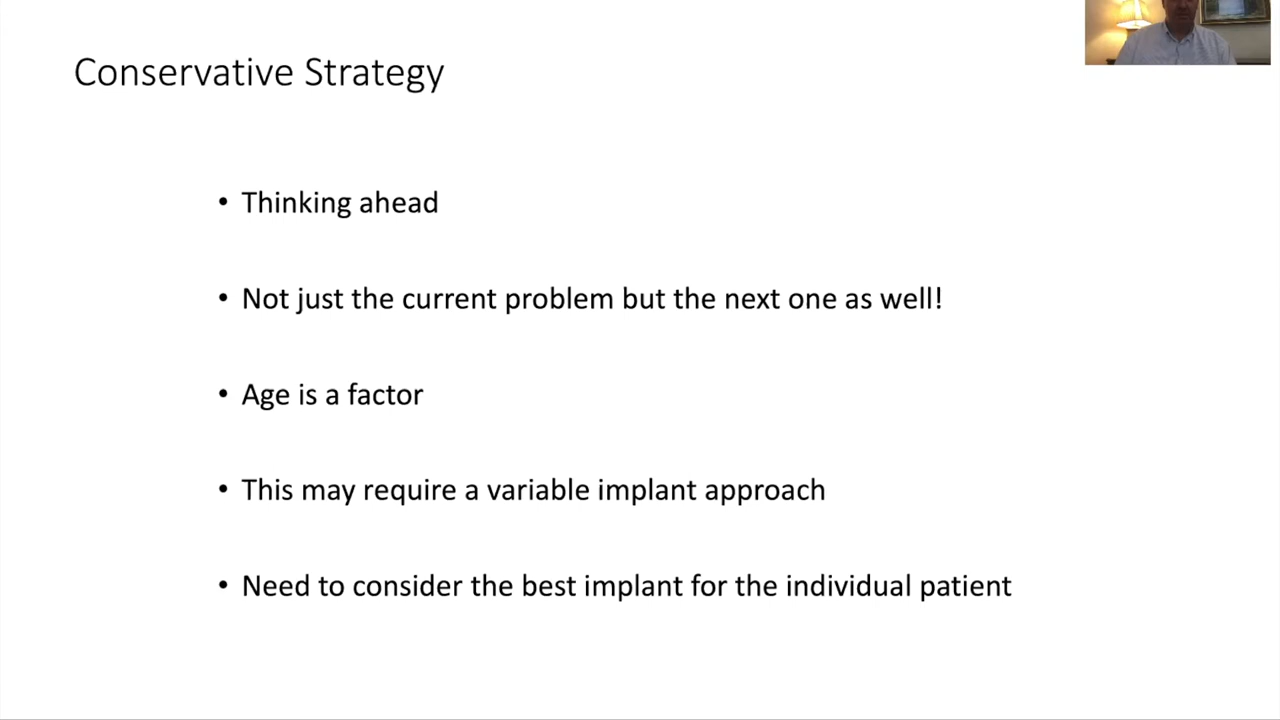 Conservative Strategy
• Thinking ahead
• Not just the current problem but the next one as well!
• Age is a factor
• This may require a variable implant approach
• Need to consider the best implant for the individual patient